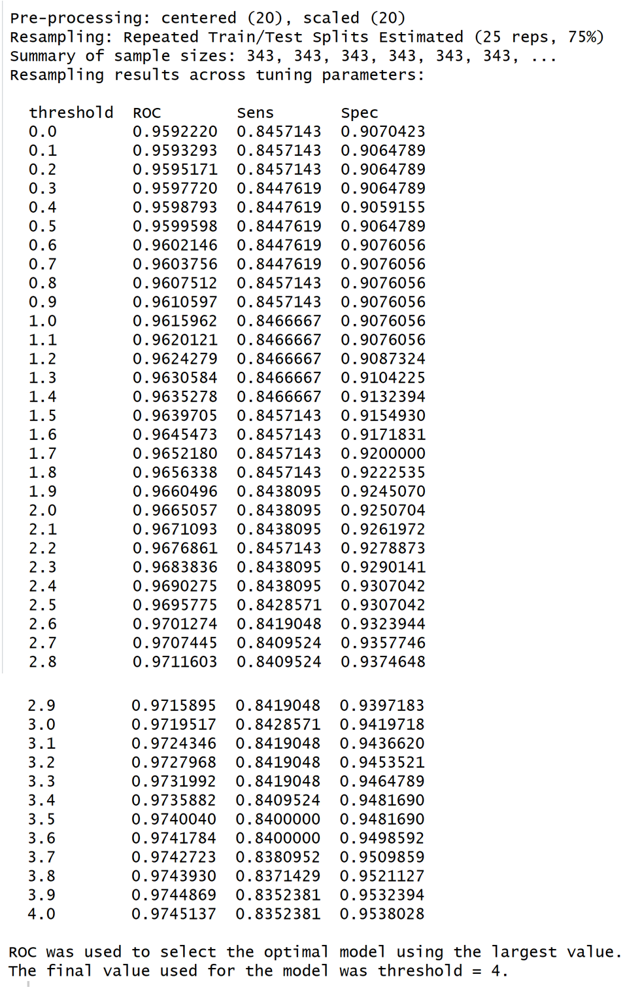 Pre-processing: centered (20), scaled (20)
Resampling: Repeated Train/Test Splits Estimated (25 reps, 75%)
Summary of sample sizes: 343, 343, 343, 343, 343, 343, ...
Resampling results across tuning parameters:
threshold  ROC        Sens       Spec
0.0        0.9592220  0.8457143  0.9070423
0.1        0.9593293  0.8457143  0.9064789
0.2        0.9595171  0.8457143  0.9064789
0.3        0.9597720  0.8447619  0.9064789
0.4        0.9598793  0.8447619  0.9059155
0.5        0.9599598  0.8447619  0.9064789
0.6        0.9602146  0.8447619  0.9076056
0.7        0.9603756  0.8447619  0.9076056
0.8        0.9607512  0.8457143  0.9076056
0.9        0.9610597  0.8457143  0.9076056
1.0        0.9615962  0.8466667  0.9076056
1.1        0.9620121  0.8466667  0.9076056
1.2        0.9624279  0.8466667  0.9087324
1.3        0.9630584  0.8466667  0.9104225
1.4        0.9635278  0.8466667  0.9132394
1.5        0.9639705  0.8457143  0.9154930
1.6        0.9645473  0.8457143  0.9171831
1.7        0.9652180  0.8457143  0.9200000
1.8        0.9656338  0.8457143  0.9222535
1.9        0.9660496  0.8438095  0.9245070
2.0        0.9665057  0.8438095  0.9250704
2.1        0.9671093  0.8438095  0.9261972
2.2        0.9676861  0.8457143  0.9278873
2.3        0.9683836  0.8438095  0.9290141
2.4        0.9690275  0.8438095  0.9307042
2.5        0.9695775  0.8428571  0.9307042
2.6        0.9701274  0.8419048  0.9323944
2.7        0.9707445  0.8409524  0.9357746
2.8        0.9711603  0.8409524  0.9374648
2.9        0.9715895  0.8419048  0.9397183
3.0        0.9719517  0.8428571  0.9419718
3.1        0.9724346  0.8419048  0.9436620
3.2        0.9727968  0.8419048  0.9453521
3.3        0.9731992  0.8419048  0.9464789
3.4        0.9735882  0.8409524  0.9481690
3.5        0.9740040  0.8400000  0.9481690
3.6        0.9741784  0.8400000  0.9498592
3.7        0.9742723  0.8380952  0.9509859
3.8        0.9743930  0.8371429  0.9521127
3.9        0.9744869  0.8352381  0.9532394
4.0        0.9745137  0.8352381  0.9538028
ROC was used to select the optimal model using the largest value.
The final value used for the model was threshold = 4.